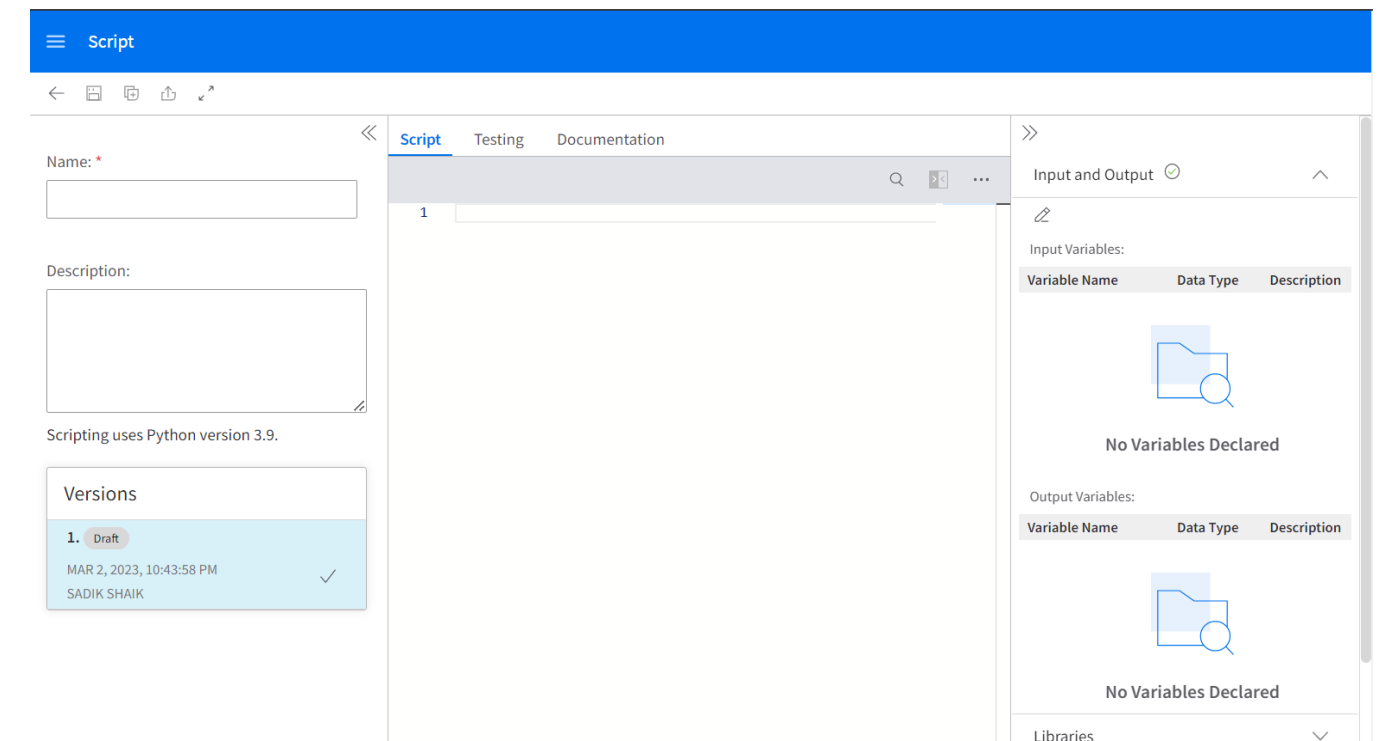 Script
Name: *
Description:
Scripting uses Python version 3.9.
Versions
1. Draft
MAR 2, 2023, 10:43:58 PM
SADIK SHAIK
Script Testing Documentation
1
Input and Output
Input Variables:
Variable Name Data Type Description
No Variables Declared
Output Variables:
Variable Name Data Type Description
No Variables Declared
Libraries